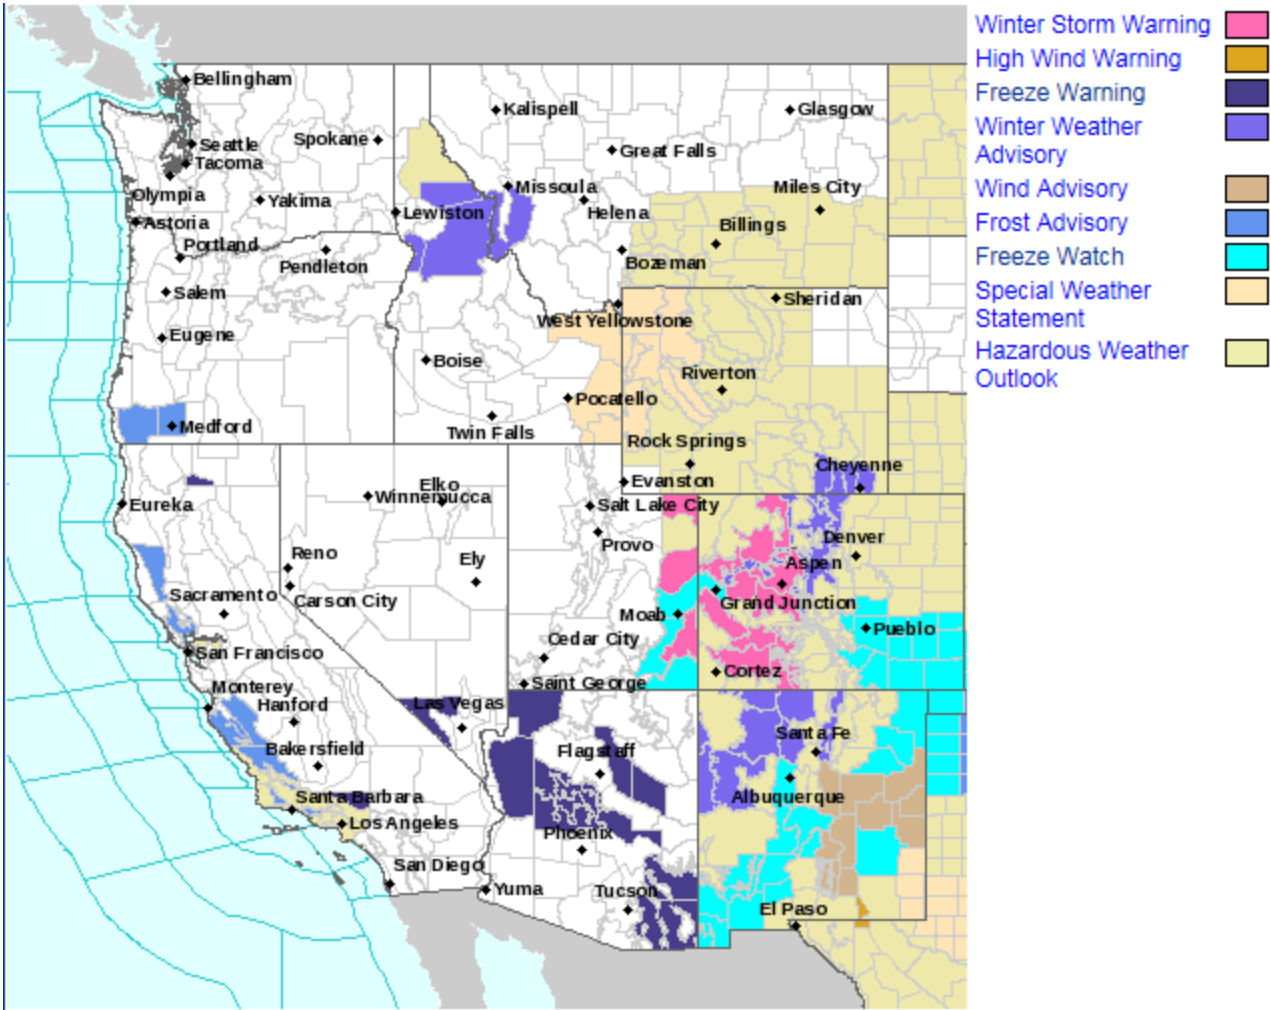 Winter Storm Warning
High Wind Warning
Freeze Warning
Winter Weather
Advisory
Wind Advisory
Frost Advisory
Freeze Watch
Special Weather
Statement
Hazardous Weather
Outlook
Bellingham
Kalispell
Glasgow
Seattle
Spokane
Great Falls
Tacoma
Olympia
Yakima
Missoula
Miles City
Astoria
Lewiston
Helena
Billings
Portland
Pendleton
Bozeman
Salem
Sheridan
Eugene
West Yellowstone
Boise
Riverton
Pocatello
Medford
Twin Falls
Rock Springs
Cheyenne
Evanston
Elko
Winnemucca
Eureka
Salt Lake City
Denver
Provo
Reno
Ely
Aspen
Sacramento
Carson City
Grand Junction
Moab
Pueblo
Cedar City
San Francisco
Cortez
Saint George
Monterey
Hanford
Las Vegas
Santa Fe
Bakersfield
Flagstaff
Santa Barbara
Albuquerque
Los Angeles
Phoenix
San Diego
Yuma
Tucson
El Paso